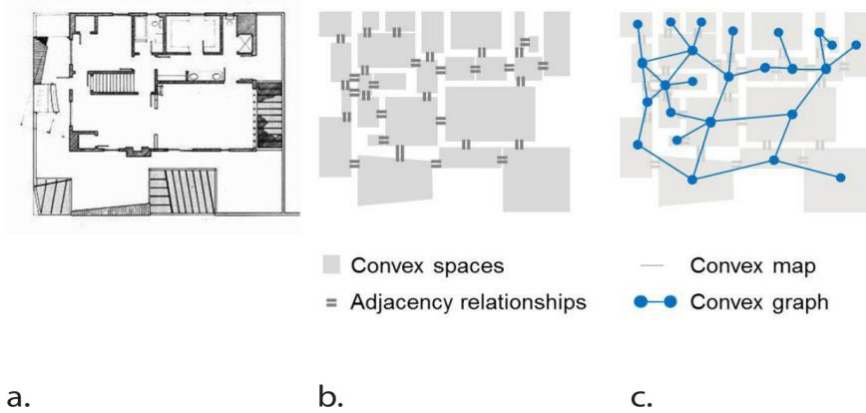 Convex spaces
Adjacency relationships
Convex map
Convex graph
a.
b.
c.